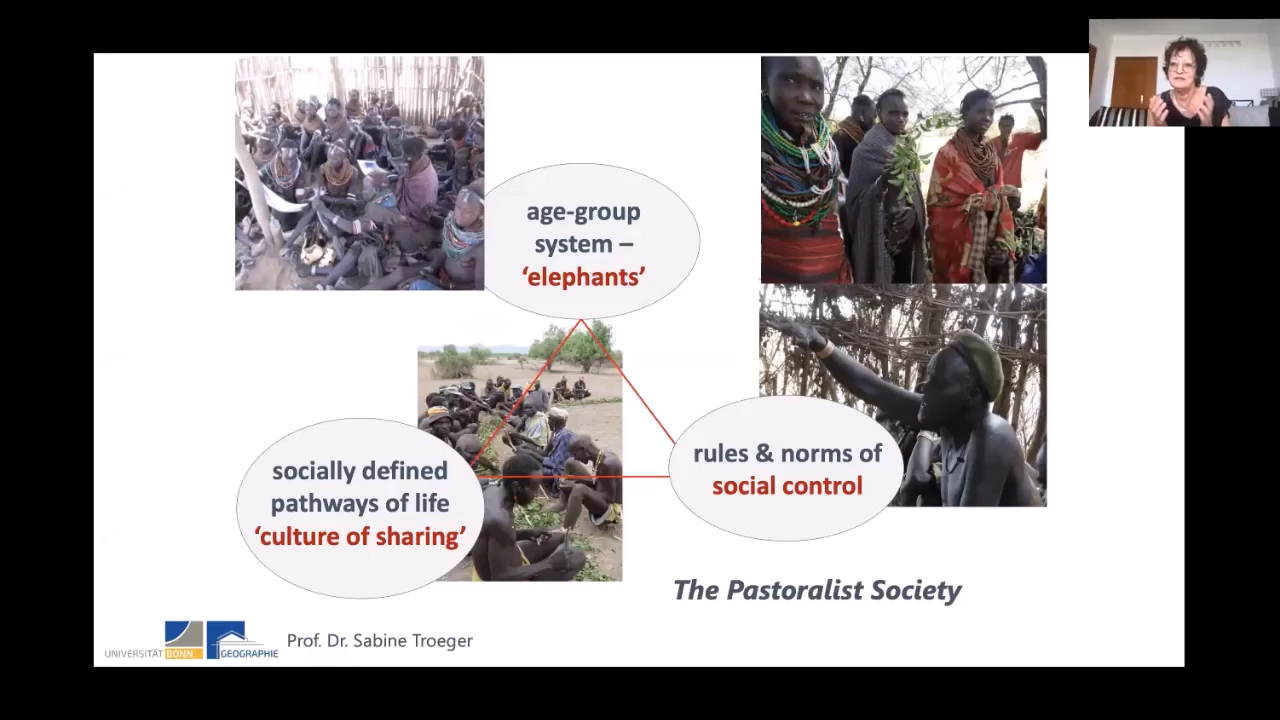 age-group
system –
‘elephants’
socially defined
pathways of life
‘culture of sharing’
rules & norms of
social control
The Pastoralist Society
UNIVERSITÄT BONN
GEOGRAPHIE
Prof. Dr. Sabine Troeger